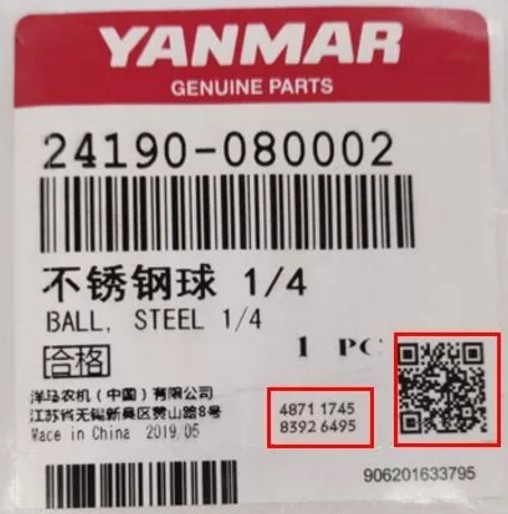 YANMAR
GENUINE PARTS
24190-080002
不锈钢球 1/4
BALL, STEEL 1/4
1 PC
合格
洋马农机（中国）有限公司
江苏省无锡新吴区赞山路8号
Made in China 2019/05
4871 1745
8392 6495
906201633795